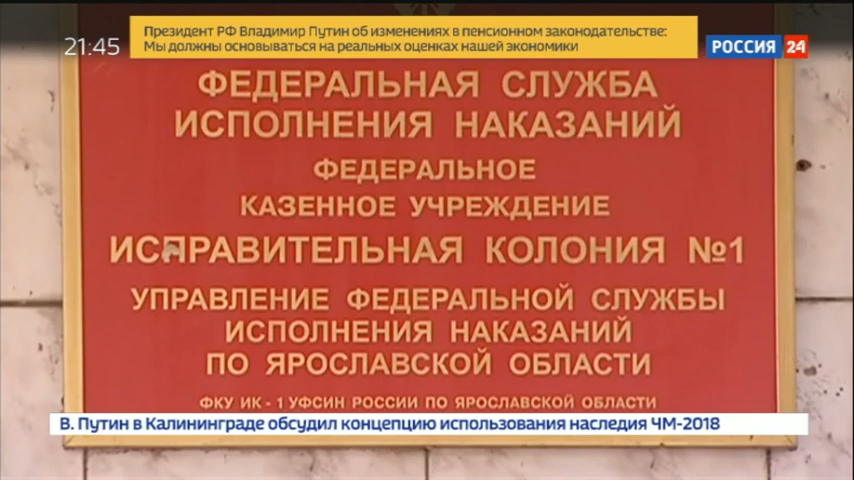 21:45
Президент РФ Владимир Путин об изменениях в пенсионном законодательстве:
Мы должны основываться на реальных оценках нашей экономики
РОССИЯ 24
ФЕДЕРАЛЬНАЯ СЛУЖБА
ИСПОЛНЕНИЯ НАКАЗАНИЙ
ФЕДЕРАЛЬНОЕ
КАЗЕННОЕ УЧРЕЖДЕНИЕ
ИСПРАВИТЕЛЬНАЯ КОЛОНИЯ №1
УПРАВЛЕНИЕ ФЕДЕРАЛЬНОЙ СЛУЖБЫ
ИСПОЛНЕНИЯ НАКАЗАНИЙ
ПО ЯРОСЛАВСКОЙ ОБЛАСТИ
ФКУ ИК - 1 УФСИН РОССИИ ПО ЯРОСЛАВСКОЙ ОБЛАСТИ
В. Путин в Калининграде обсудил концепцию использования наследия ЧМ-2018